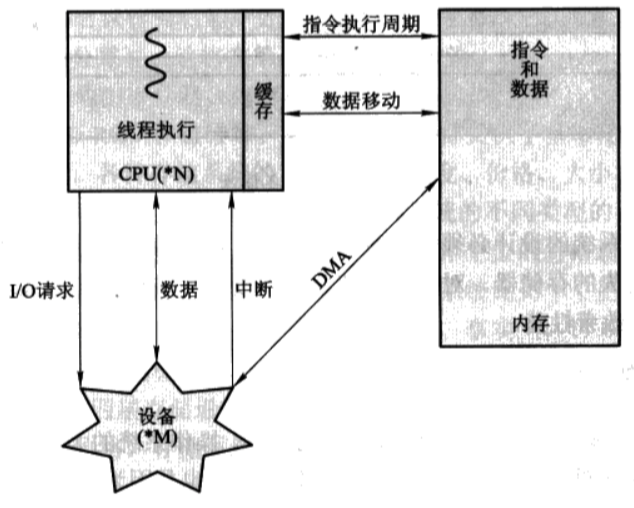 指令执行周期
指令
和
数据
缓存
数据移动
线程执行
CPU(*N)
I/O请求
数据
中断
DMA
内存
设备
(*M)